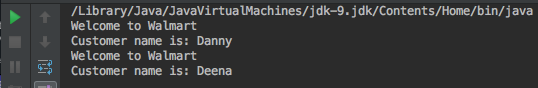 /Library/Java/JavaVirtualMachines/jdk-9.jdk/Contents/Home/bin/java
Welcome to Walmart
Customer name is: Danny
Welcome to Walmart
Customer name is: Deena